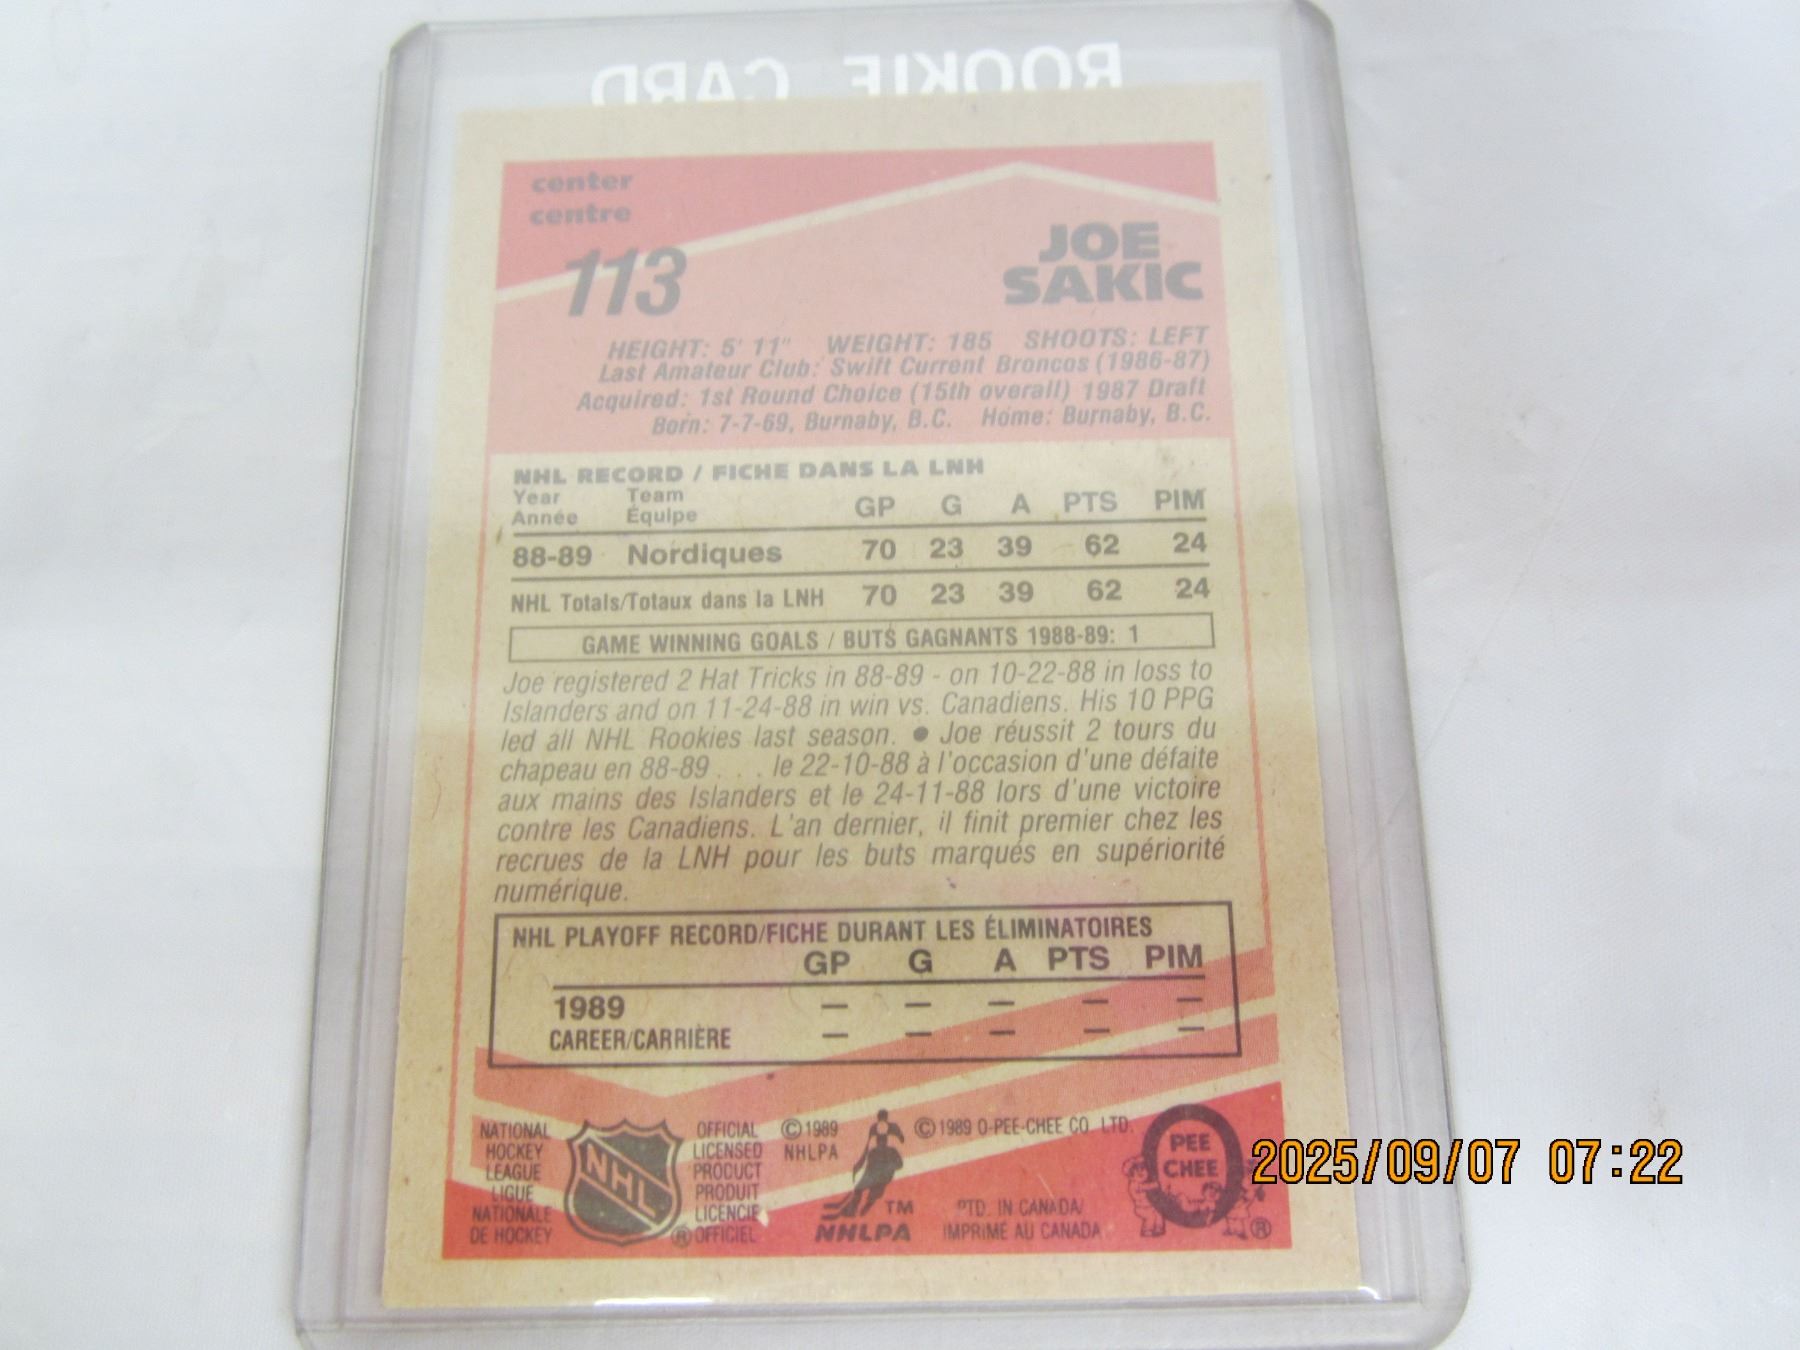 ROOKIE CARD
center
centre
113
JOE
SAKIC
HEIGHT: 5' 11" WEIGHT: 185 SHOOTS: LEFT
Last Amateur Club: Swift Current Broncos (1986-87)
Acquired: 1st Round Choice (15th overall) 1987 Draft
Born: 7-7-69, Burnaby, B.C. Home: Burnaby, B.C.
NHL RECORD / FICHE DANS LA LNH
Year Team
Année Équipe GP G A PTS PIM
88-89 Nordiques 70 23 39 62 24
NHL Totals/Totaux dans la LNH 70 23 39 62 24
GAME WINNING GOALS / BUTS GAGNANTS 1988-89: 1
Joe registered 2 Hat Tricks in 88-89 - on 10-22-88 in loss to
Islanders and on 11-24-88 in win vs. Canadiens. His 10 PPG
led all NHL Rookies last season. ● Joe réussit 2 tours du
chapeau en 88-89 . . . le 22-10-88 à l'occasion d'une défaite
aux mains des Islanders et le 24-11-88 lors d'une victoire
contre les Canadiens. L'an dernier, il finit premier chez les
recrues de la LNH pour les buts marqués en supériorité
numérique.
NHL PLAYOFF RECORD/FICHE DURANT LES ÉLIMINATOIRES
GP G A PTS PIM
1989 — — — — —
CAREER/CARRIÈRE — — — — —
NATIONAL
HOCKEY
LEAGUE
LIGUE
NATIONALE
DE HOCKEY
NHL
®
OFFICIAL
LICENSED
PRODUCT
PRODUIT
LICENCIE
OFFICIEL
© 1989
NHLPA
TM
NHLPA
© 1989 O-PEE-CHEE CO. LTD.
PTD. IN CANADA/
IMPRIMÉ AU CANADA
PEE
CHEE
®
2025/09/07 07:22